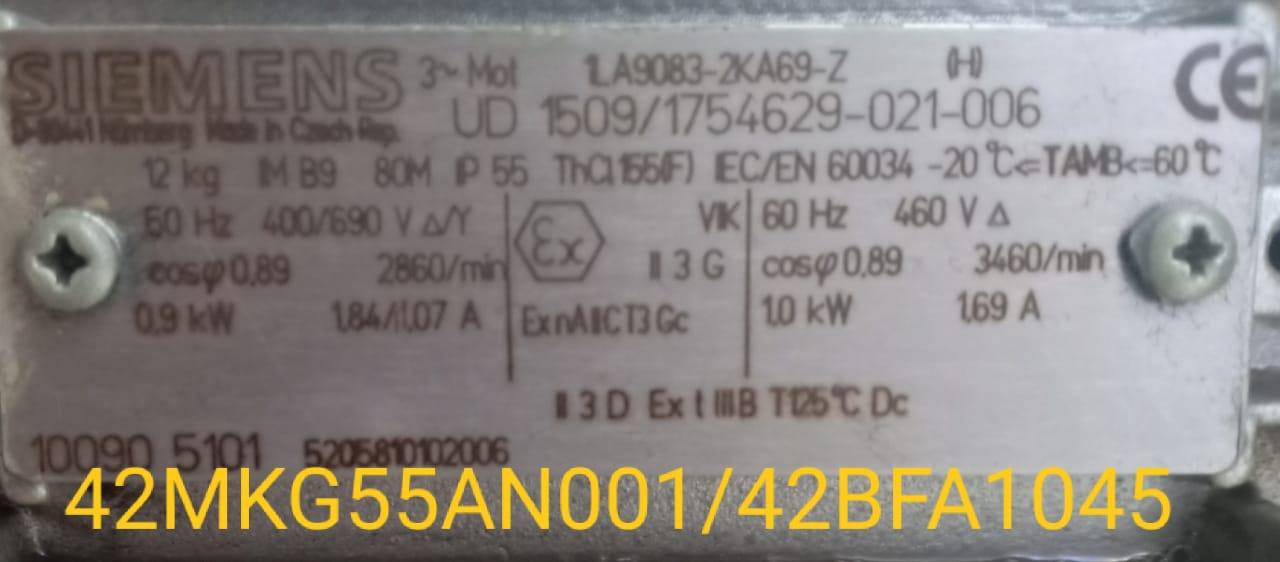 SIEMENS 3~ Mot 1LA9083-2KA69-Z (H)
D-90441 Nürnberg Made in Czech Rep. UD 1509/1754629-021-006
CE
12 kg IM B9 80M IP 55 ThCl 155(F) IEC/EN 60034 -20 °C<=TAMB<=60 °C
50 Hz 400/690 V Δ/Y Ex VIK 60 Hz 460 V Δ
cosφ 0,89 2860/min II 3 G cosφ 0,89 3460/min
0,9 kW 1,84/1,07 A Ex nA IIC T3 Gc 1,0 kW 1,69 A
II 3 D Ex t IIIB T125°C Dc
10090 5101 5205810102006
42MKG55AN001/42BFA1045